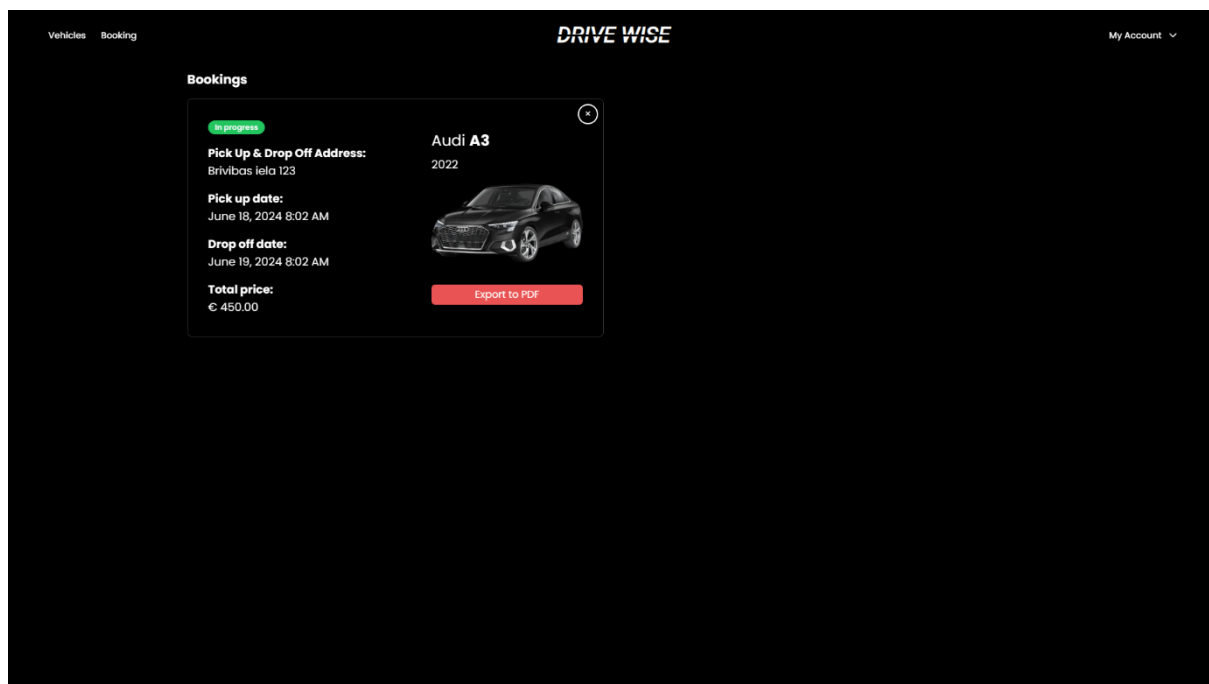 Vehicles Booking
DRIVE WISE
My Account
Bookings
In progress
Pick Up & Drop Off Address:
Brivibas iela 123
Pick up date:
June 18, 2024 8:02 AM
Drop off date:
June 19, 2024 8:02 AM
Total price:
€ 450.00
Audi A3
2022
Export to PDF